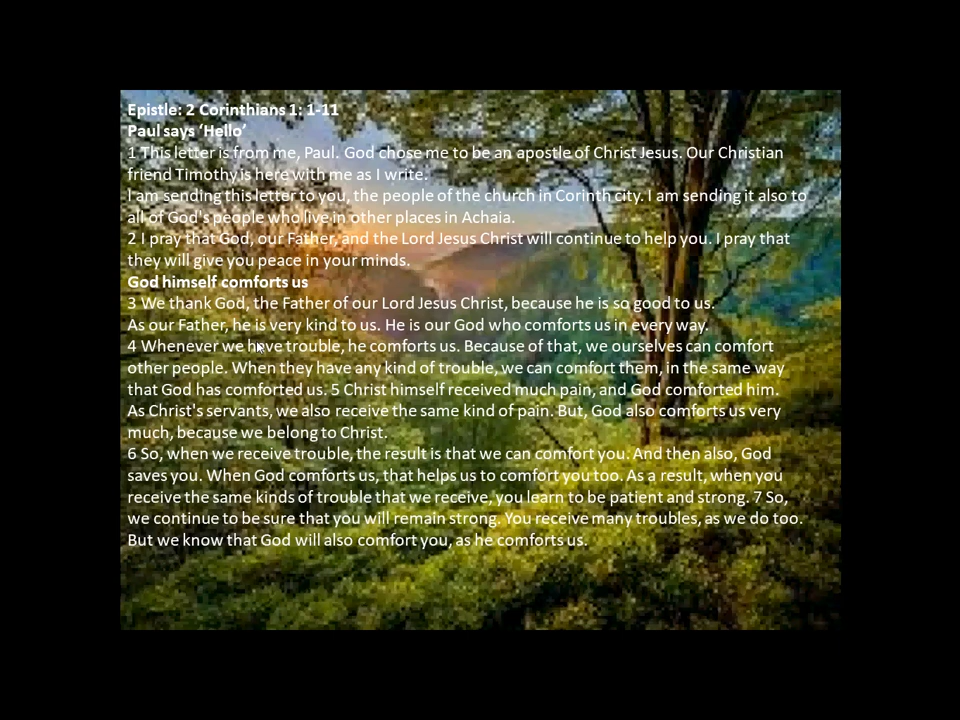 Epistle: 2 Corinthians 1: 1-11
Paul says ‘Hello’
1 This letter is from me, Paul. God chose me to be an apostle of Christ Jesus. Our Christian
friend Timothy is here with me as I write.
I am sending this letter to you, the people of the church in Corinth city. I am sending it also to
all of God's people who live in other places in Achaia.
2 I pray that God, our Father, and the Lord Jesus Christ will continue to help you. I pray that
they will give you peace in your minds.
God himself comforts us
3 We thank God, the Father of our Lord Jesus Christ, because he is so good to us.
As our Father, he is very kind to us. He is our God who comforts us in every way.
4 Whenever we have trouble, he comforts us. Because of that, we ourselves can comfort
other people. When they have any kind of trouble, we can comfort them, in the same way
that God has comforted us. 5 Christ himself received much pain, and God comforted him.
As Christ's servants, we also receive the same kind of pain. But, God also comforts us very
much, because we belong to Christ.
6 So, when we receive trouble, the result is that we can comfort you. And then also, God
saves you. When God comforts us, that helps us to comfort you too. As a result, when you
receive the same kinds of trouble that we receive, you learn to be patient and strong. 7 So,
we continue to be sure that you will remain strong. You receive many troubles, as we do too.
But we know that God will also comfort you, as he comforts us.